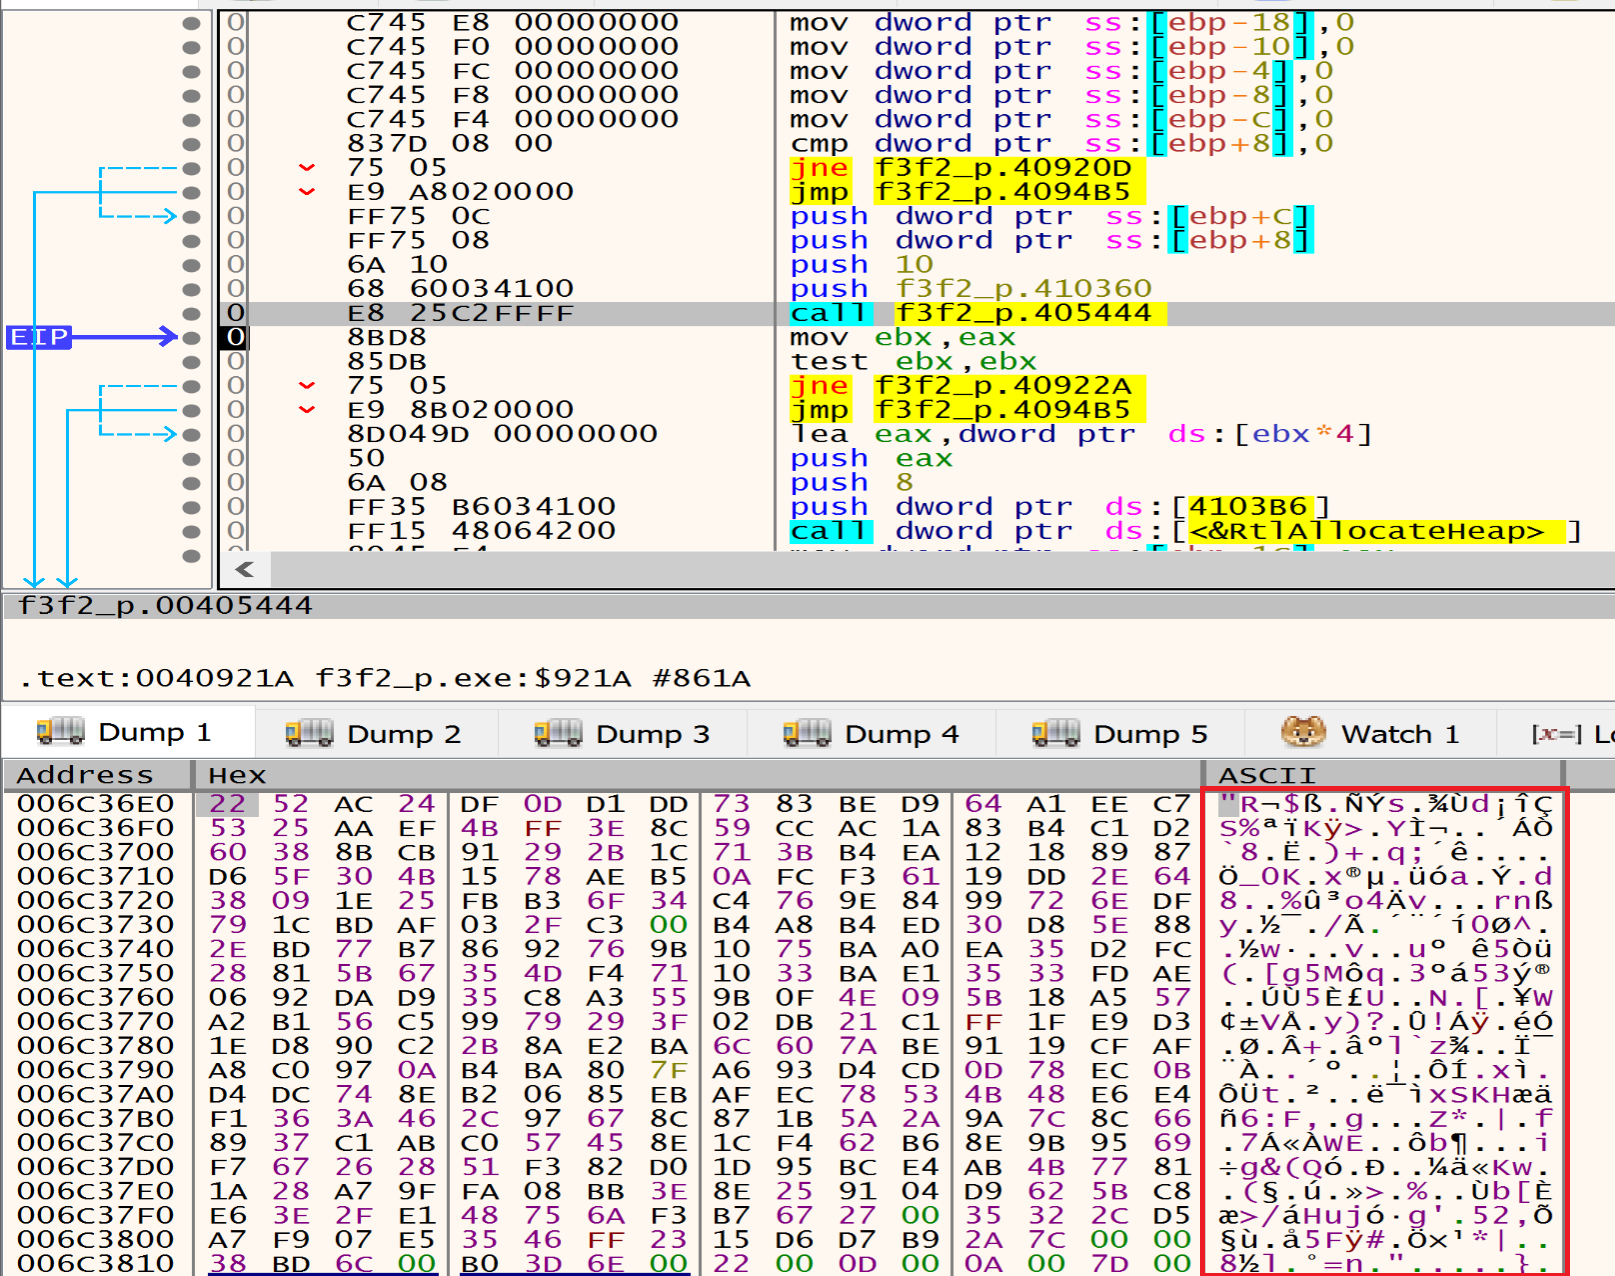 0 C745 E8 00000000 mov dword ptr ss:[ebp-18],0
0 C745 F0 00000000 mov dword ptr ss:[ebp-10],0
0 C745 FC 00000000 mov dword ptr ss:[ebp-4],0
0 C745 F8 00000000 mov dword ptr ss:[ebp-8],0
0 C745 F4 00000000 mov dword ptr ss:[ebp-C],0
0 837D 08 00 cmp dword ptr ss:[ebp+8],0
0 75 05 jne f3f2_p.40920D
0 E9 A8020000 jmp f3f2_p.4094B5
0 FF75 0C push dword ptr ss:[ebp+C]
0 FF75 08 push dword ptr ss:[ebp+8]
0 6A 10 push 10
0 68 60034100 push f3f2_p.410360
0 E8 25C2FFFF call f3f2_p.405444
EIP 0 8BD8 mov ebx,eax
0 85DB test ebx,ebx
0 75 05 jne f3f2_p.40922A
0 E9 8B020000 jmp f3f2_p.4094B5
0 8D049D 00000000 lea eax,dword ptr ds:[ebx*4]
0 50 push eax
0 6A 08 push 8
0 FF35 B6034100 push dword ptr ds:[4103B6]
0 FF15 48064200 call dword ptr ds:[<&RtlAllocateHeap>]
f3f2_p.00405444
.text:0040921A f3f2_p.exe:$921A #861A
Dump 1 Dump 2 Dump 3 Dump 4 Dump 5 Watch 1 [x=] Lo
Address Hex ASCII
006C36E0 22 52 AC 24 DF 0D D1 DD 73 83 BE D9 64 A1 EE C7 "R¬$ß.ÑÝs.¾Ùd¡îÇ
006C36F0 53 25 AA EF 4B FF 3E 8C 59 CC AC 1A 83 B4 C1 D2 S%ªïKÿ>.YÌ¬..´ÁÒ
006C3700 60 38 8B CB 91 29 2B 1C 71 3B B4 EA 12 18 89 87 `8.Ë.)+.q;´ê....
006C3710 D6 5F 30 4B 15 78 AE B5 0A FC F3 61 19 DD 2E 64 Ö_0K.x®µ.üóa.Ý.d
006C3720 38 09 1E 25 FB B3 6F 34 C4 76 9E 84 99 72 6E DF 8..%û³o4Äv...rnß
006C3730 79 1C BD AF 03 2F C3 00 B4 A8 B4 ED 30 D8 5E 88 y.½¯./Ã.´¨´í0Ø^.
006C3740 2E BD 77 B7 86 92 76 9B 10 75 BA A0 EA 35 D2 FC .½w·..v..uº ê5Òü
006C3750 28 81 5B 67 35 4D F4 71 10 33 BA E1 35 33 FD AE (.[g5Môq.3ºá53ý®
006C3760 06 92 DA D9 35 C8 A3 55 9B 0F 4E 09 5B 18 A5 57 ..ÚÙ5È£U..N.[.¥W
006C3770 A2 B1 56 C5 99 79 29 3F 02 DB 21 C1 FF 1F E9 D3 ¢±VÅ.y)?.Û!Áÿ.éÓ
006C3780 1E D8 90 C2 2B 8A E2 BA 6C 60 7A BE 91 19 CF AF .Ø.Â+.âºl`z¾..Ï¯
006C3790 A8 C0 97 0A B4 BA 80 7F A6 93 D4 CD 0D 78 EC 0B ¨À..´º..¦.ÔÍ.xì.
006C37A0 D4 DC 74 8E B2 06 85 EB AF EC 78 53 4B 48 E6 E4 ÔÜt.²..ë¯ìxSKHæä
006C37B0 F1 36 3A 46 2C 97 67 8C 87 1B 5A 2A 9A 7C 8C 66 ñ6:F,.g...Z*.|.f
006C37C0 89 37 C1 AB C0 57 45 8E 1C F4 62 B6 8E 9B 95 69 .7Á«ÀWE..ôb¶...i
006C37D0 F7 67 26 28 51 F3 82 D0 1D 95 BC E4 AB 4B 77 81 ÷g&(Qó.Ð..¼ä«Kw.
006C37E0 1A 28 A7 9F FA 08 BB 3E 8E 25 91 04 D9 62 5B C8 .(§.ú.»>.%..Ùb[È
006C37F0 E6 3E 2F E1 48 75 6A F3 B7 67 27 00 35 32 2C D5 æ>/áHujó·g'.52,Õ
006C3800 A7 F9 07 E5 35 46 FF 23 15 D6 D7 B9 2A 7C 00 00 §ù.å5Fÿ#.Ö×¹*|..
006C3810 38 BD 6C 00 B0 3D 6E 00 22 00 0D 00 0A 00 7D 00 8½l.°=n.".....}.